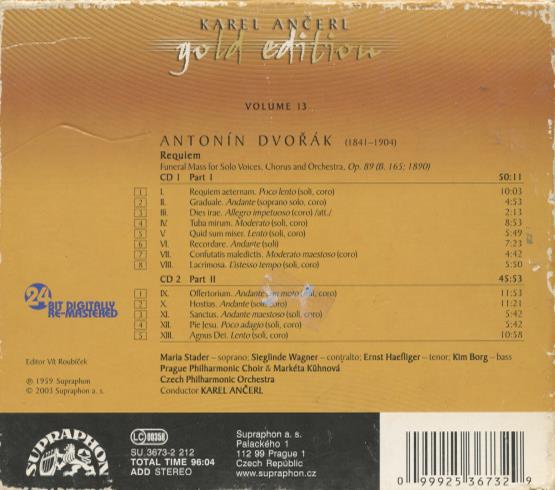 KAREL ANČERL
gold edition
VOLUME 13
ANTONÍN DVOŘÁK (1841–1904)
Requiem
Funeral Mass for Solo Voices, Chorus and Orchestra, Op. 89 (B. 165; 1890)
CD 1 Part I 50:11
1 I. Requiem aeternam. Poco lento (soli, coro) 10:03
2 II. Graduale. Andante (soprano solo, coro) 4:53
3 III. Dies irae. Allegro impetuoso (coro) /att./ 2:13
4 IV. Tuba mirum. Moderato (soli, coro) 8:53
5 V. Quid sum miser. Lento (soli, coro) 5:49
6 VI. Recordare. Andante (soli) 7:23
7 VII. Confutatis maledictis. Moderato maestoso (coro) 4:42
8 VIII. Lacrimosa. L'istesso tempo (soli, coro) 5:50
CD 2 Part II 45:53
1 IX. Offertorium. Andante con moto (soli, coro) 11:53
2 X. Hostias. Andante (soli, coro) 11:21
3 XI. Sanctus. Andante maestoso (soli, coro) 5:42
4 XII. Pie Jesu. Poco adagio (soli, coro) 5:42
5 XIII. Agnus Dei. Lento (soli, coro) 10:58
24
BIT DIGITALLY
RE-MASTERED
Maria Stader – soprano; Sieglinde Wagner – contralto; Ernst Haefliger – tenor; Kim Borg – bass
Prague Philharmonic Choir & Markéta Kühnová
Czech Philharmonic Orchestra
Conductor KAREL ANČERL
Editor Vít Roubíček
℗ 1959 Supraphon
© 2003 Supraphon a. s.
SUPRAPHON
LC 00358
SU 3673-2 212
TOTAL TIME 96:04
ADD STEREO
Supraphon a. s.
Palackého 1
112 99 Prague 1
Czech Republic
www.supraphon.cz
0 99925 36732 9